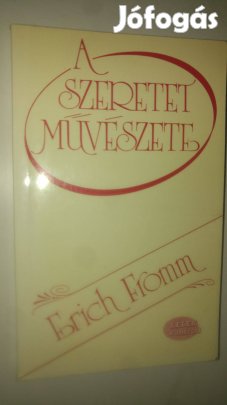 Jófogás
A
SZERETET
MŰVÉSZETE
Erich Fromm